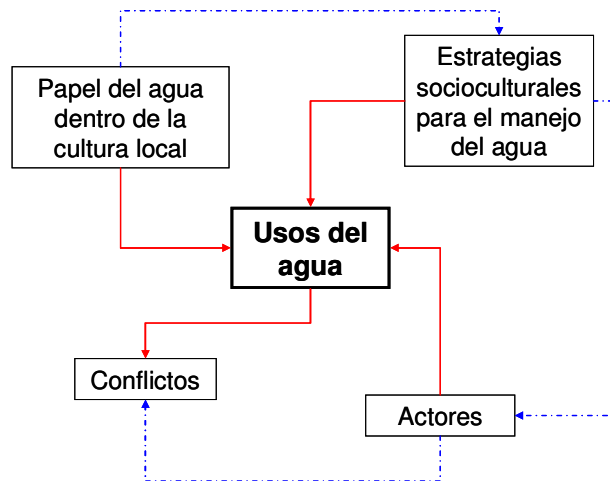 Papel del agua
dentro de la
cultura local
Estrategias
socioculturales
para el manejo
del agua
Usos del
agua
Conflictos
Actores